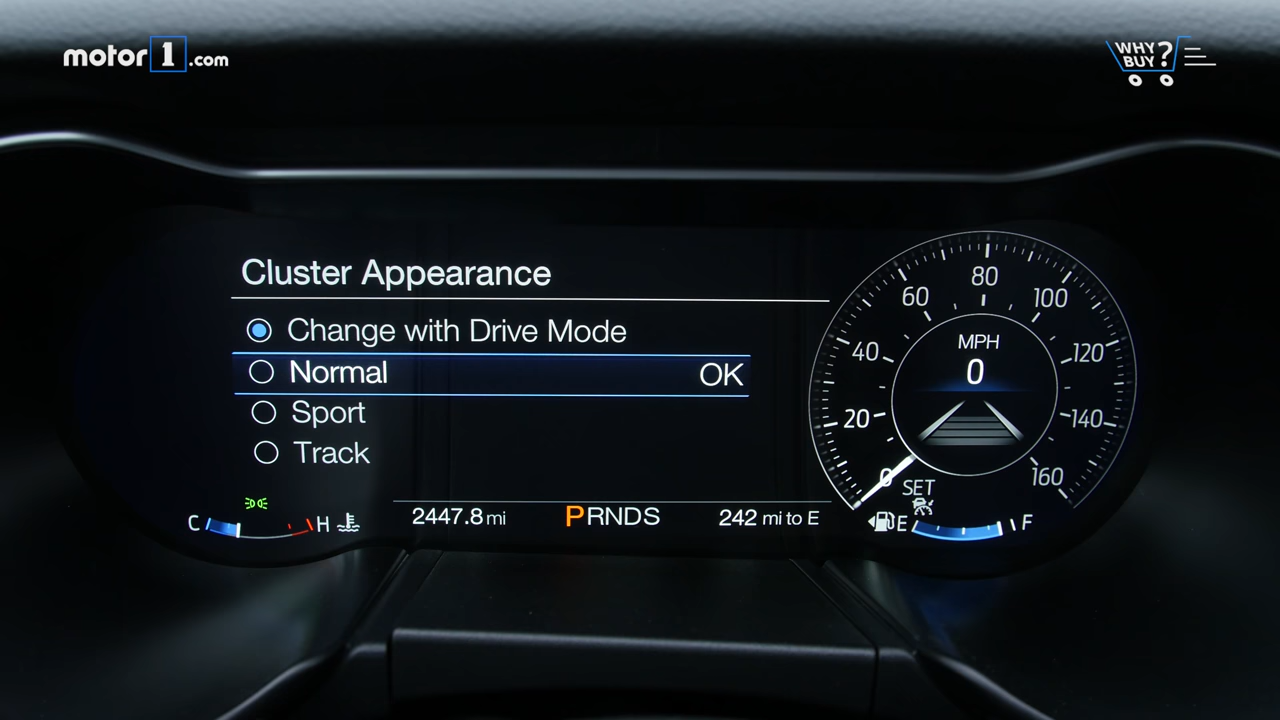 motor1.com
WHY BUY?
Cluster Appearance
Change with Drive Mode
Normal OK
Sport
Track
C H
2447.8 mi PRNDS 242 mi to E
0 20 40 60 80 100 120 140 160
MPH
0
SET
E F